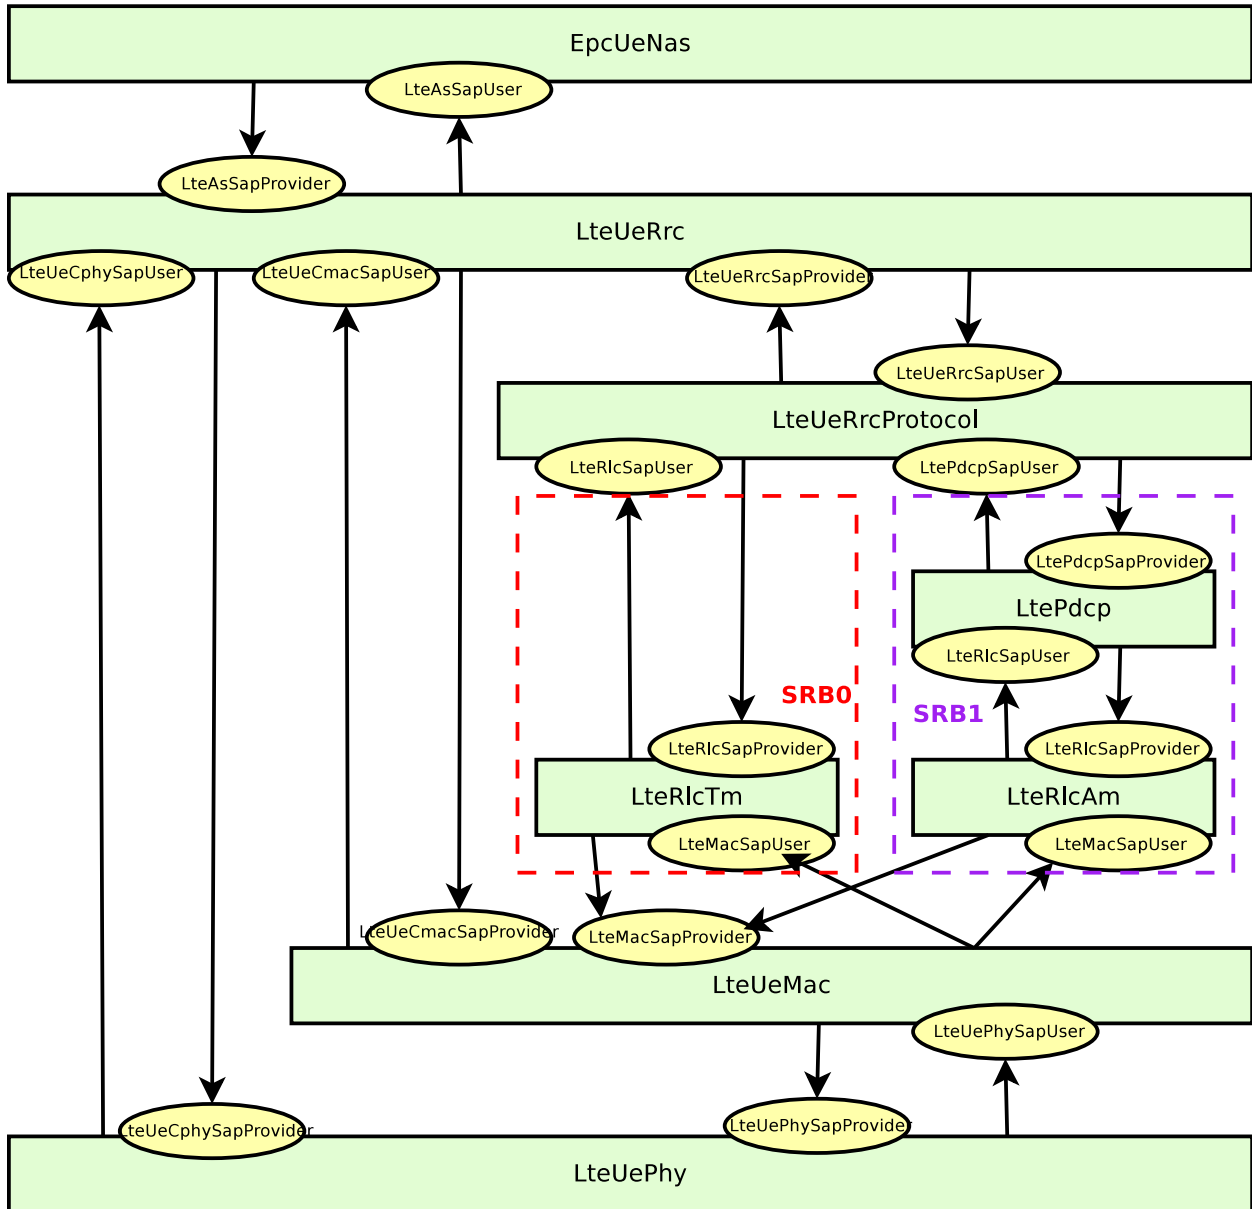 EpcUeNas
LteAsSapUser
LteAsSapProvider
LteUeRrc
LteUeCphySapUser
LteUeCmacSapUser
LteUeRrcSapProvider
LteUeRrcSapUser
LteUeRrcProtocol
LteRlcSapUser
LtePdcpSapUser
LtePdcpSapProvider
LtePdcp
LteRlcSapUser
SRB0
SRB1
LteRlcSapProvider
LteRlcSapProvider
LteRlcTm
LteRlcAm
LteMacSapUser
LteMacSapUser
LteUeCmacSapProvider
LteMacSapProvider
LteUeMac
LteUePhySapUser
LteUeCphySapProvider
LteUePhySapProvider
LteUePhy